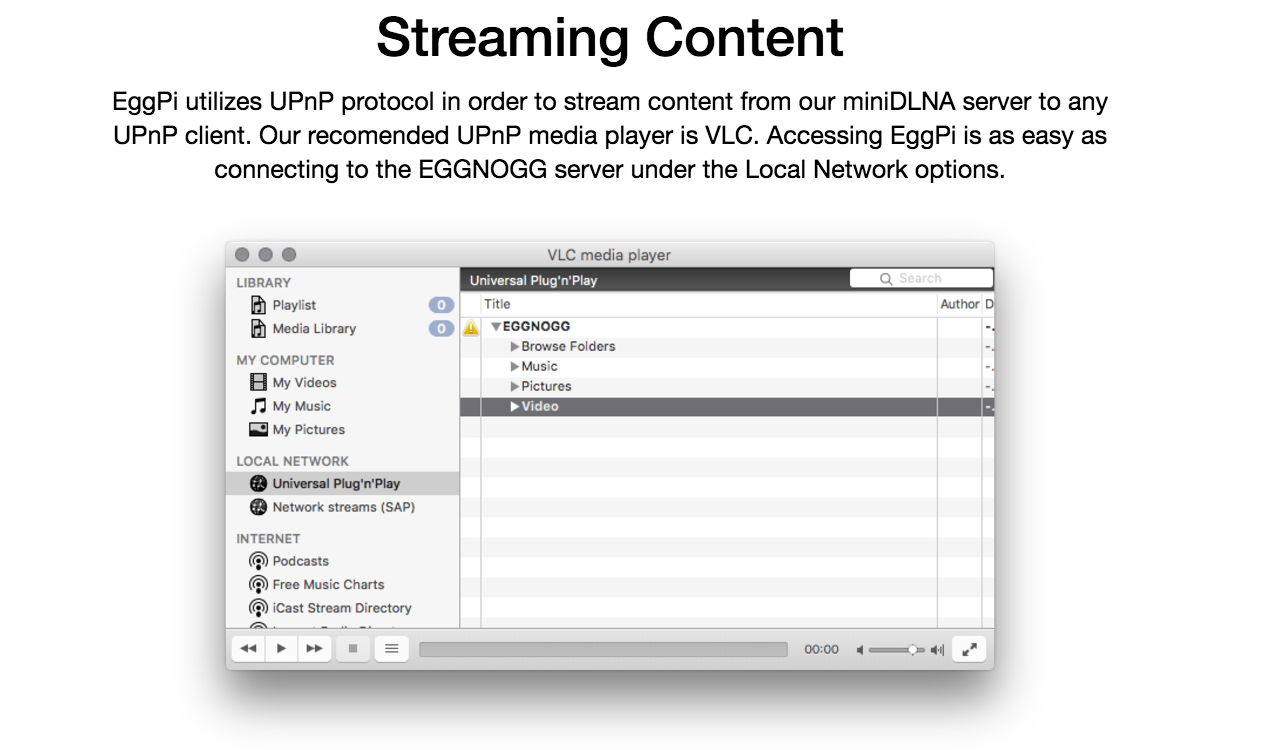 Streaming Content
EggPi utilizes UPnP protocol in order to stream content from our miniDLNA server to any
UPnP client. Our recomended UPnP media player is VLC. Accessing EggPi is as easy as
connecting to the EGGNOGG server under the Local Network options.
VLC media player
LIBRARY
Playlist 0
Media Library 0
MY COMPUTER
My Videos
My Music
My Pictures
LOCAL NETWORK
Universal Plug'n'Play
Network streams (SAP)
INTERNET
Podcasts
Free Music Charts
iCast Stream Directory
Universal Plug'n'Play Search
Title Author D
EGGNOGG -.
Browse Folders -.
Music -.
Pictures -.
Video -.
00:00